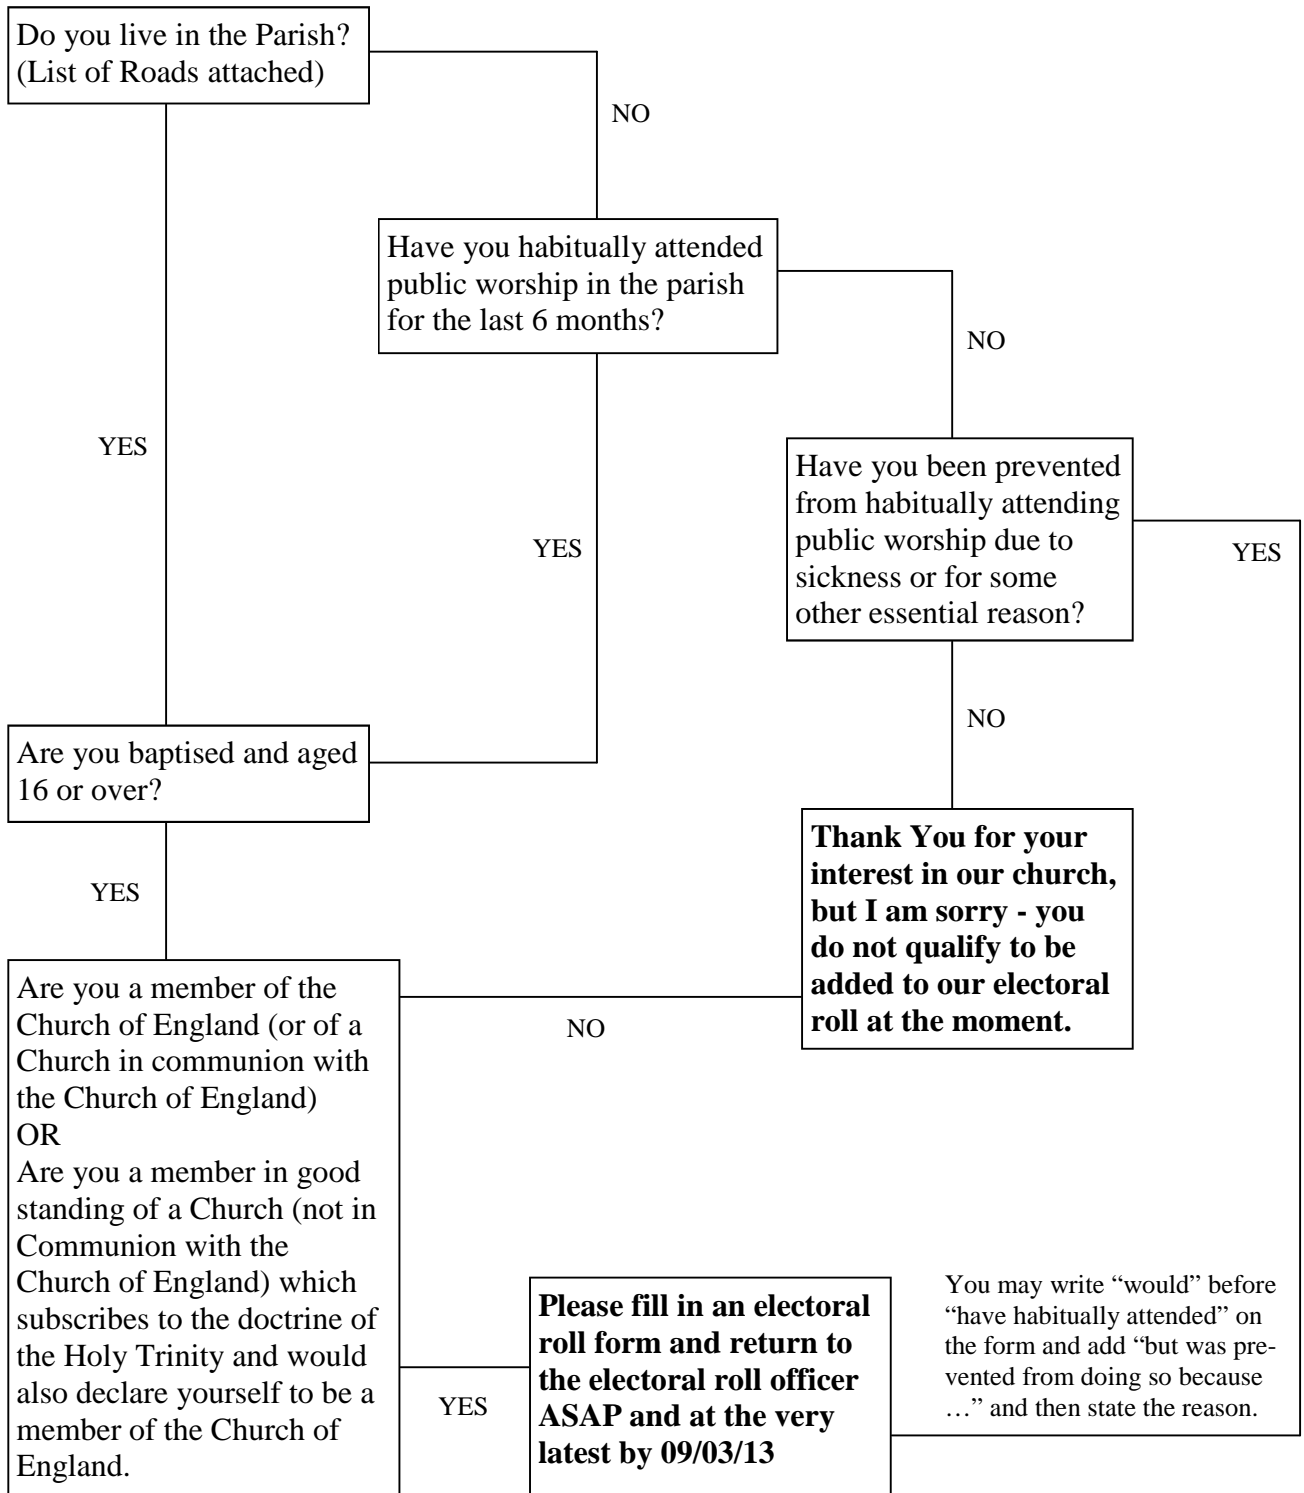 Do you live in the Parish?
(List of Roads attached)
NO
Have you habitually attended
public worship in the parish
for the last 6 months?
NO
YES
Have you been prevented
from habitually attending
public worship due to
sickness or for some
other essential reason?
YES
YES
NO
Are you baptised and aged
16 or over?
YES
Thank You for your
interest in our church,
but I am sorry - you
do not qualify to be
added to our electoral
roll at the moment.
NO
Are you a member of the
Church of England (or of a
Church in communion with
the Church of England)
OR
Are you a member in good
standing of a Church (not in
Communion with the
Church of England) which
subscribes to the doctrine of
the Holy Trinity and would
also declare yourself to be a
member of the Church of
England.
YES
Please fill in an electoral
roll form and return to
the electoral roll officer
ASAP and at the very
latest by 09/03/13
You may write “would” before
“have habitually attended” on
the form and add “but was pre-
vented from doing so because
…” and then state the reason.